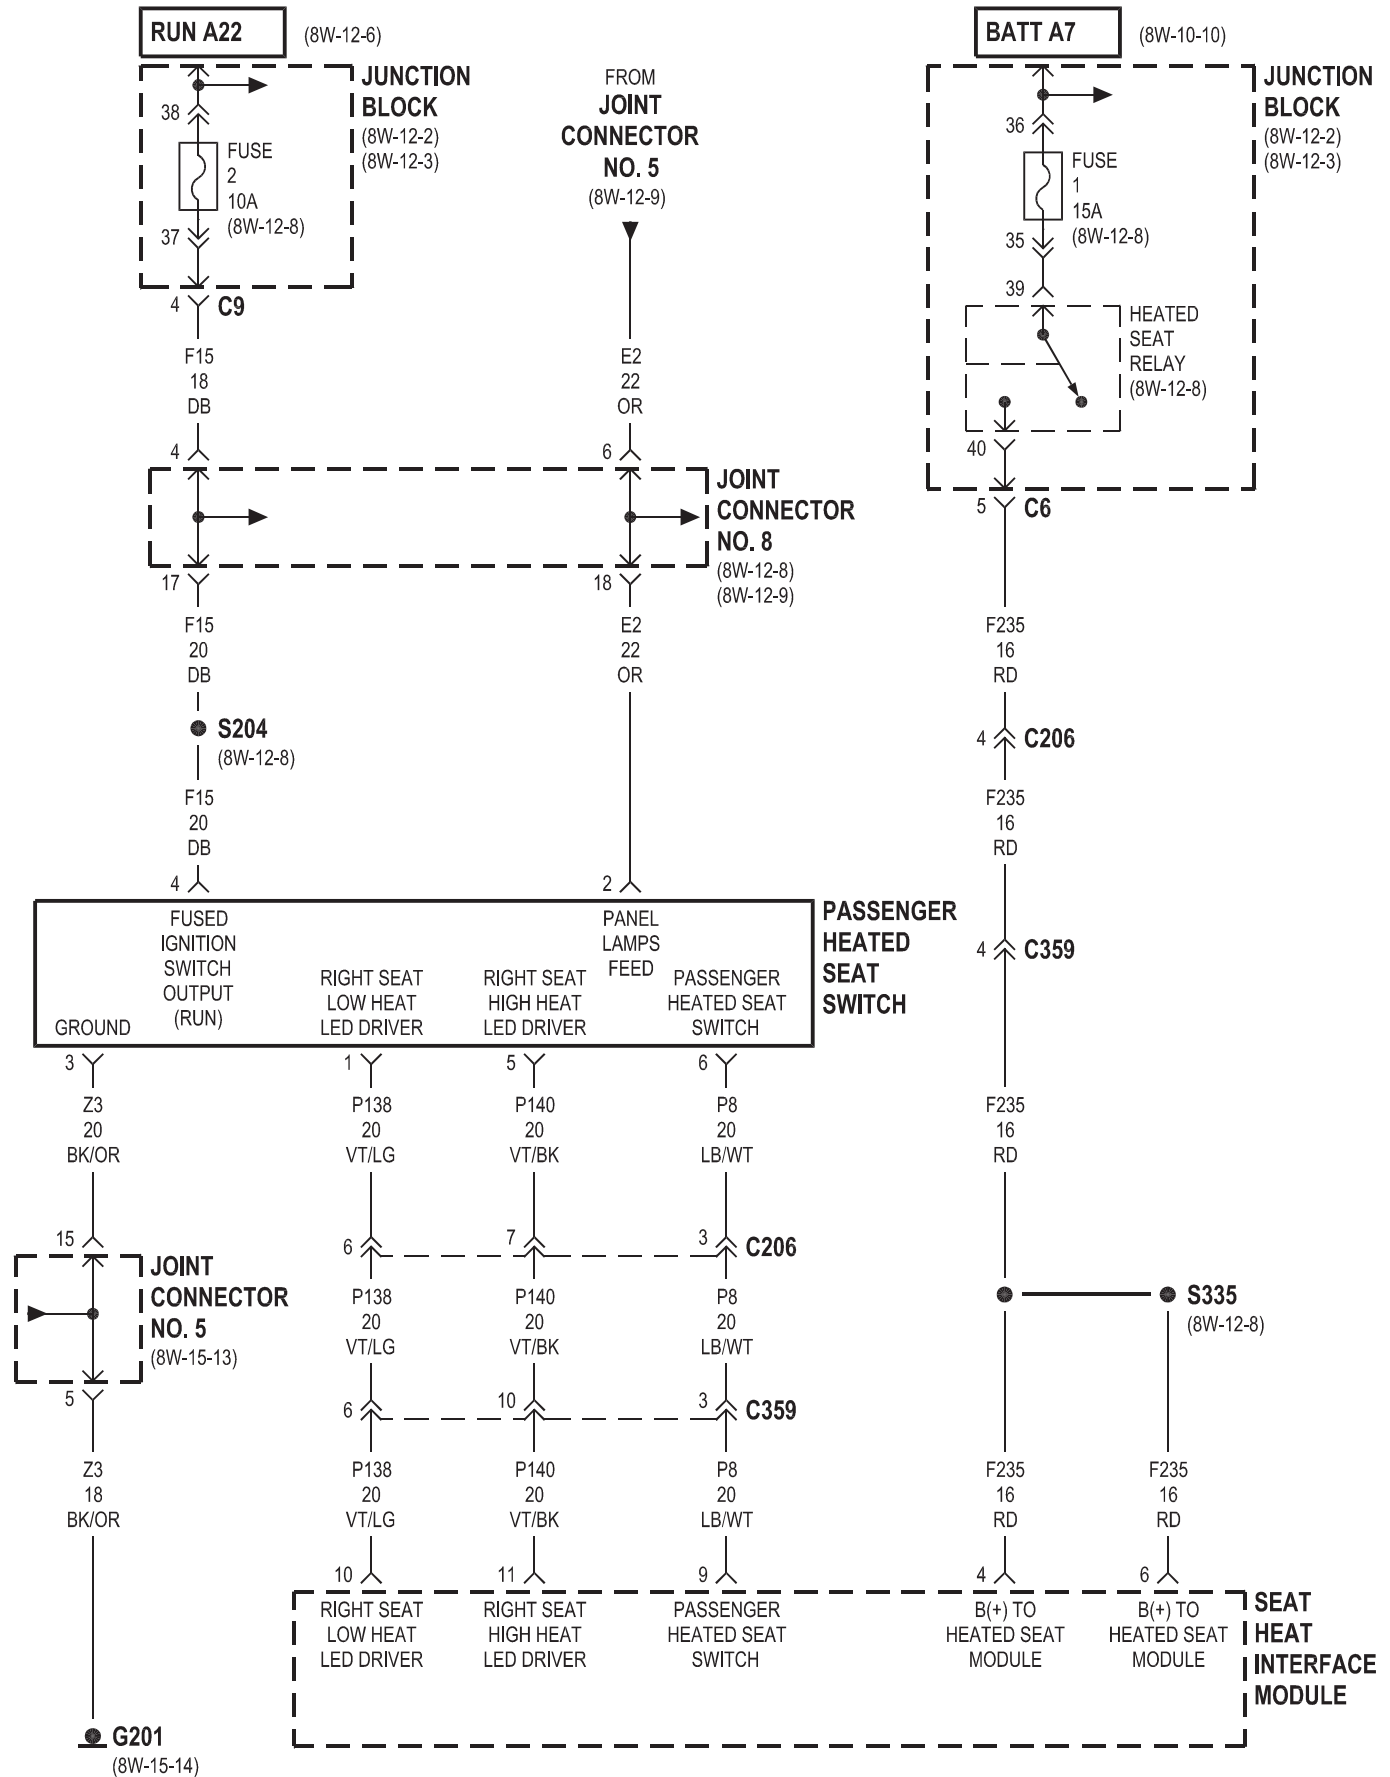 RUN A22
(8W-12-6)
BATT A7
(8W-10-10)
JUNCTION
BLOCK
(8W-12-2)
(8W-12-3)
38
FUSE
2
10A
(8W-12-8)
37
4
C9
FROM
JOINT
CONNECTOR
NO. 5
(8W-12-9)
JUNCTION
BLOCK
(8W-12-2)
(8W-12-3)
36
FUSE
1
15A
(8W-12-8)
35
39
HEATED
SEAT
RELAY
(8W-12-8)
40
5
C6
F15
18
DB
E2
22
OR
4
6
JOINT
CONNECTOR
NO. 8
(8W-12-8)
(8W-12-9)
17
18
F15
20
DB
E2
22
OR
F235
16
RD
S204
(8W-12-8)
4
C206
F15
20
DB
F235
16
RD
4
2
4
C359
PASSENGER
HEATED
SEAT
SWITCH
FUSED
IGNITION
SWITCH
OUTPUT
(RUN)
PANEL
LAMPS
FEED
GROUND
RIGHT SEAT
LOW HEAT
LED DRIVER
RIGHT SEAT
HIGH HEAT
LED DRIVER
PASSENGER
HEATED SEAT
SWITCH
3
1
5
6
Z3
20
BK/OR
P138
20
VT/LG
P140
20
VT/BK
P8
20
LB/WT
F235
16
RD
15
6
7
3
C206
JOINT
CONNECTOR
NO. 5
(8W-15-13)
P138
20
VT/LG
P140
20
VT/BK
P8
20
LB/WT
S335
(8W-12-8)
5
6
10
3
C359
Z3
18
BK/OR
P138
20
VT/LG
P140
20
VT/BK
P8
20
LB/WT
F235
16
RD
F235
16
RD
10
11
9
4
6
RIGHT SEAT
LOW HEAT
LED DRIVER
RIGHT SEAT
HIGH HEAT
LED DRIVER
PASSENGER
HEATED SEAT
SWITCH
B(+) TO
HEATED SEAT
MODULE
B(+) TO
HEATED SEAT
MODULE
SEAT
HEAT
INTERFACE
MODULE
G201
(8W-15-14)